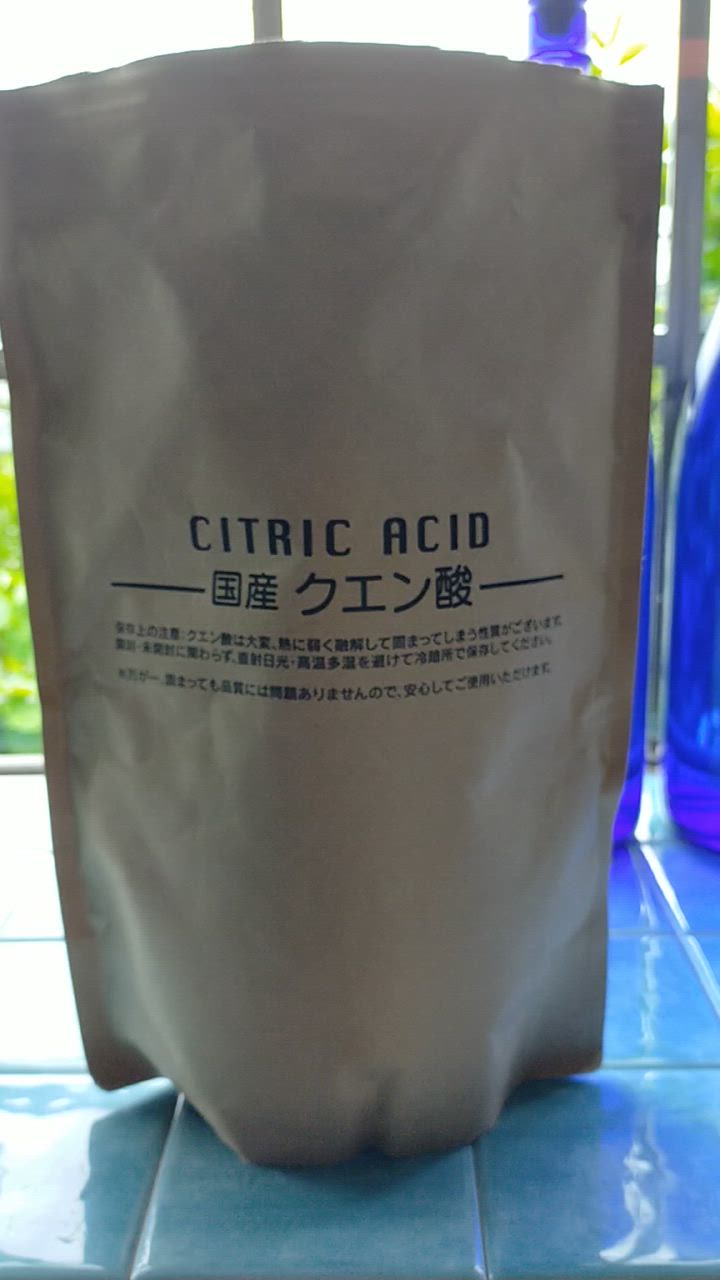 CITRIC ACID
国産 クエン酸
保存上の注意:クエン酸は大変、熱に弱く融解して固まってしまう性質がございます。
開封・未開封に関わらず、直射日光・高温多湿を避けて冷暗所で保存してください。
※万が一、固まっても品質には問題ありませんので、安心してご使用いただけます。